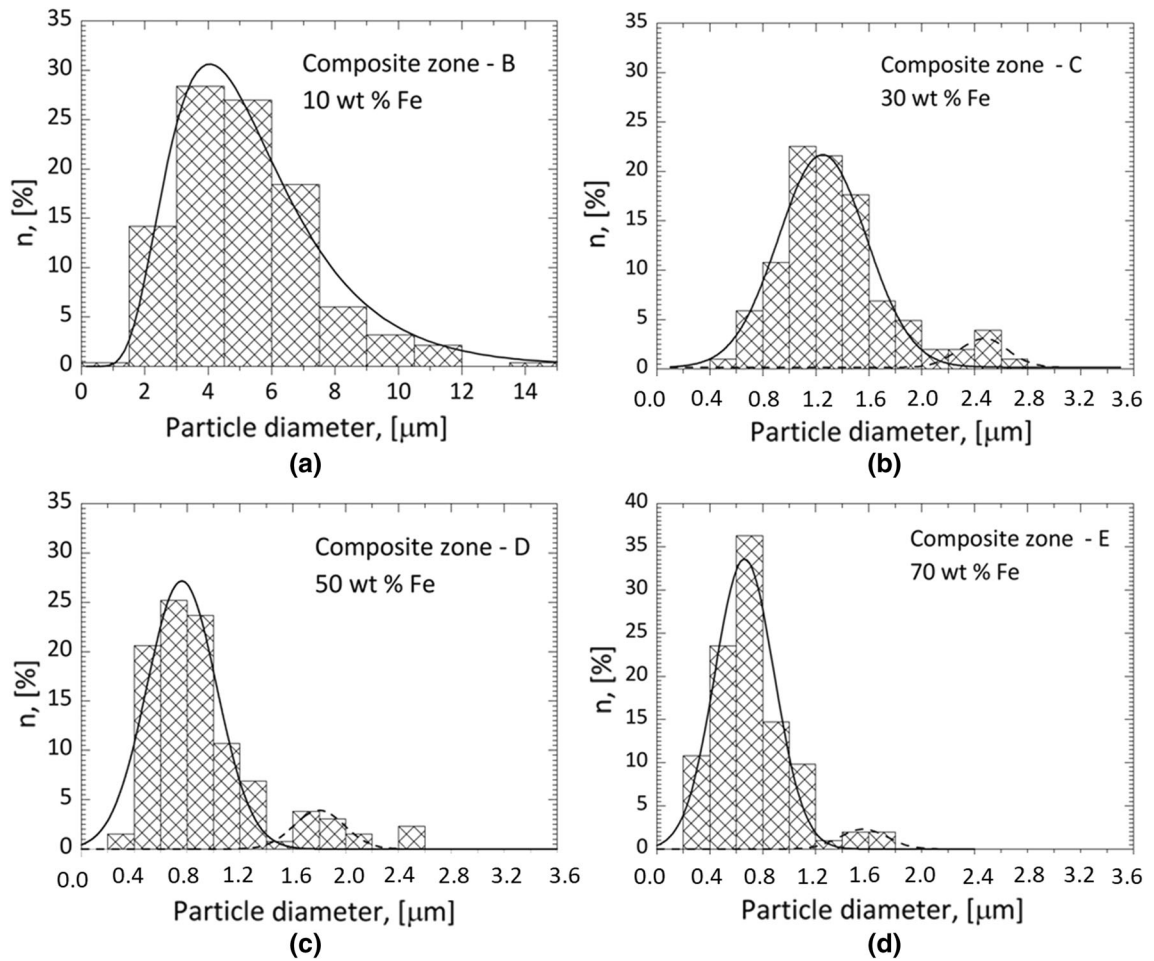 35
30
25
20
15
10
5
0
n, [%]
Composite zone - B
10 wt % Fe
0 2 4 6 8 10 12 14
Particle diameter, [μm]
(a)
35
30
25
20
15
10
5
0
n, [%]
Composite zone - C
30 wt % Fe
0.0 0.4 0.8 1.2 1.6 2.0 2.4 2.8 3.2 3.6
Particle diameter, [μm]
(b)
35
30
25
20
15
10
5
0
n, [%]
Composite zone - D
50 wt % Fe
0.0 0.4 0.8 1.2 1.6 2.0 2.4 2.8 3.2 3.6
Particle diameter, [μm]
(c)
40
35
30
25
20
15
10
5
0
n, [%]
Composite zone - E
70 wt % Fe
0.0 0.4 0.8 1.2 1.6 2.0 2.4 2.8 3.2 3.6
Particle diameter, [μm]
(d)